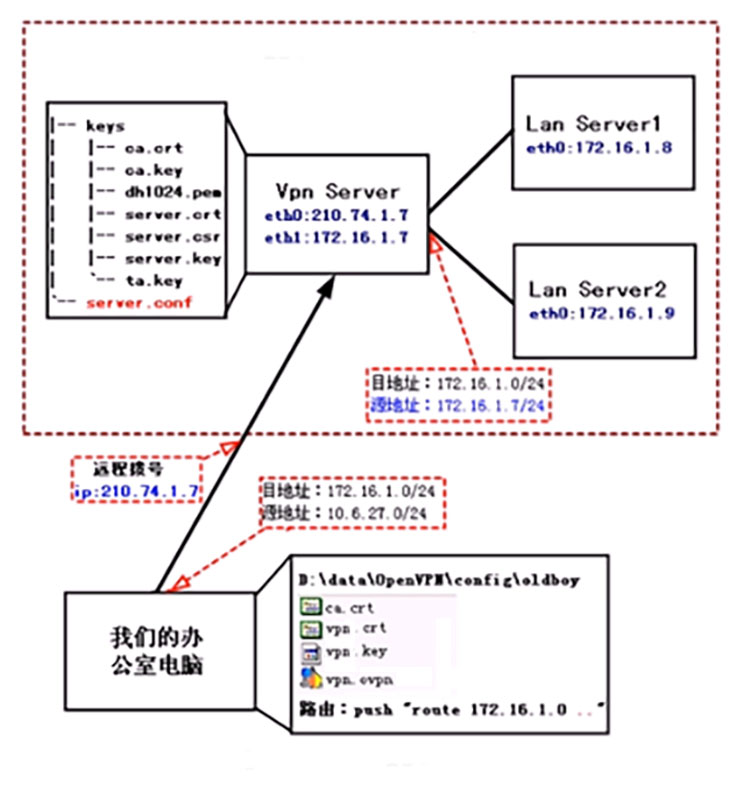 |-- keys
| |-- ca.crt
| |-- ca.key
| |-- dh1024.pem
| |-- server.crt
| |-- server.csr
| |-- server.key
| `-- ta.key
`-- server.conf
Vpn Server
eth0:210.74.1.7
eth1:172.16.1.7
Lan Server1
eth0:172.16.1.8
Lan Server2
eth0:172.16.1.9
目地址：172.16.1.0/24
源地址：172.16.1.7/24
远程拨号
ip:210.74.1.7
目地址：172.16.1.0/24
源地址：10.6.27.0/24
我们的办
公室电脑
D:\data\OpenVPN\config\oldboy
ca.crt
vpn.crt
vpn.key
vpn.ovpn
路由：push "route 172.16.1.0 .."